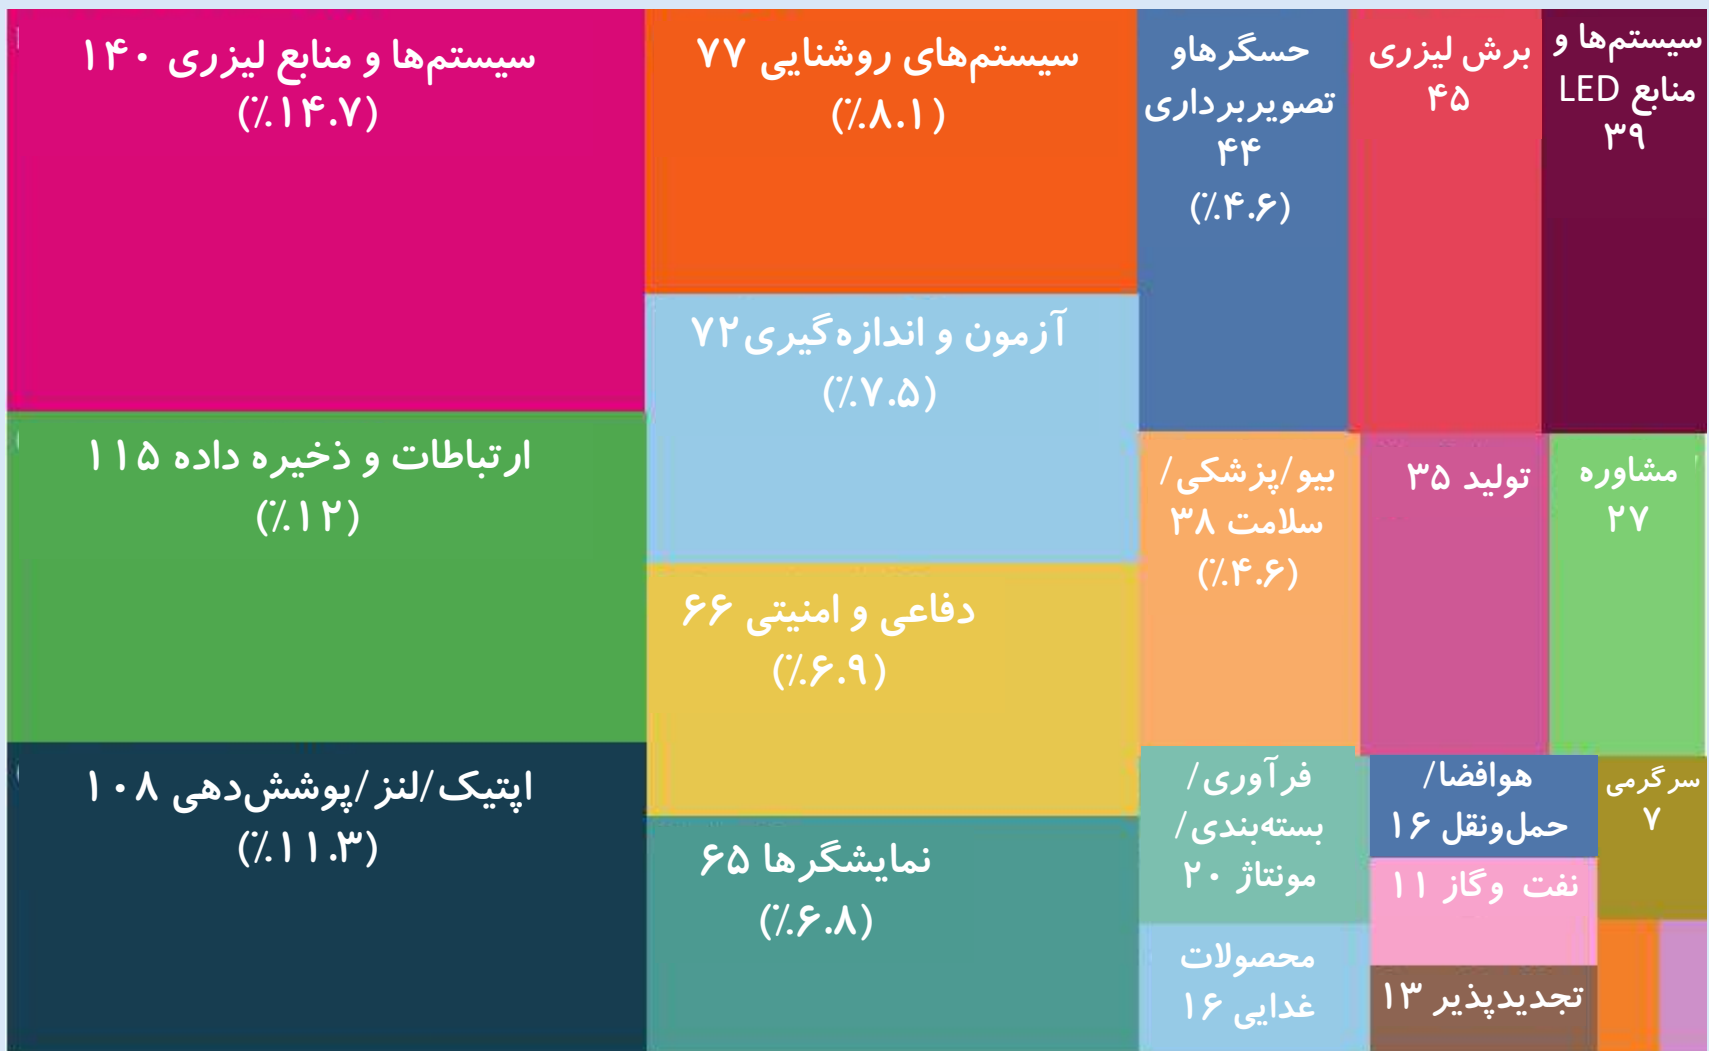 سیستم‌ها و منابع لیزری ۱۴۰
(٪۱۴.۷)
ارتباطات و ذخیره داده ۱۱۵
(٪۱۲)
اپتیک/لنز/پوشش‌دهی ۱۰۸
(٪۱۱.۳)
سیستم‌های روشنایی ۷۷
(٪۸.۱)
آزمون و اندازه‌گیری۷۲
(٪۷.۵)
دفاعی و امنیتی ۶۶
(٪۶.۹)
نمایشگرها ۶۵
(٪۶.۸)
حسگرهاو
تصویربرداری
۴۴
(٪۴.۶)
برش لیزری
۴۵
سیستم‌ها و
منابع LED
۳۹
بیو/پزشکی/
سلامت ۳۸
(٪۴.۶)
تولید ۳۵
مشاوره
۲۷
فرآوری/
بسته‌بندی/
مونتاژ ۲۰
هوافضا/
حمل‌ونقل ۱۶
سرگرمی
۷
نفت وگاز ۱۱
محصولات
غذایی ۱۶
تجدیدپذیر ۱۳